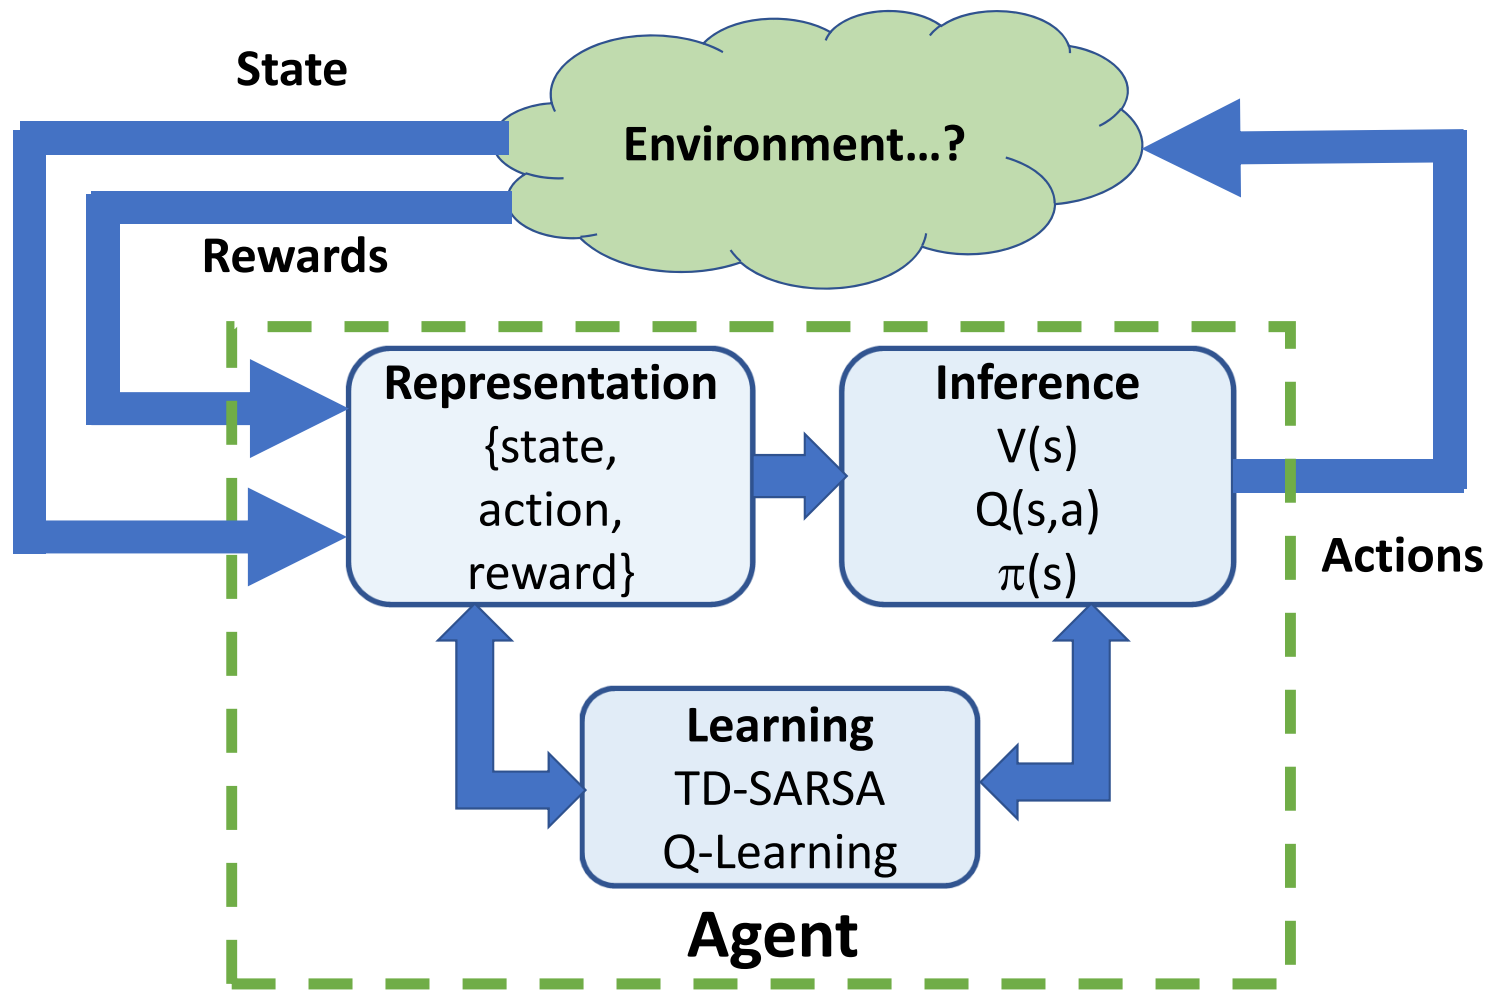 State
Environment...?
Rewards
Representation
{state,
action,
reward}
Inference
V(s)
Q(s,a)
π(s)
Actions
Learning
TD-SARSA
Q-Learning
Agent